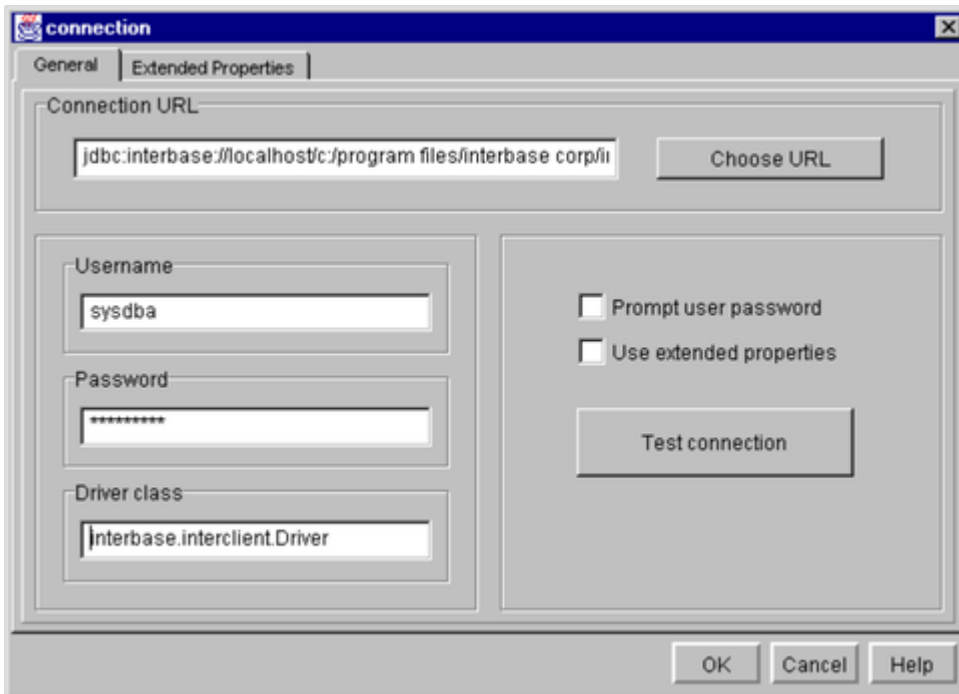 connection
General
Extended Properties
Connection URL
jdbc:interbase://localhost/c:/program files/interbase corp/
Choose URL
Username
sysdba
Prompt user password
Use extended properties
Password
*********
Test connection
Driver class
interbase.interclient.Driver
OK
Cancel
Help